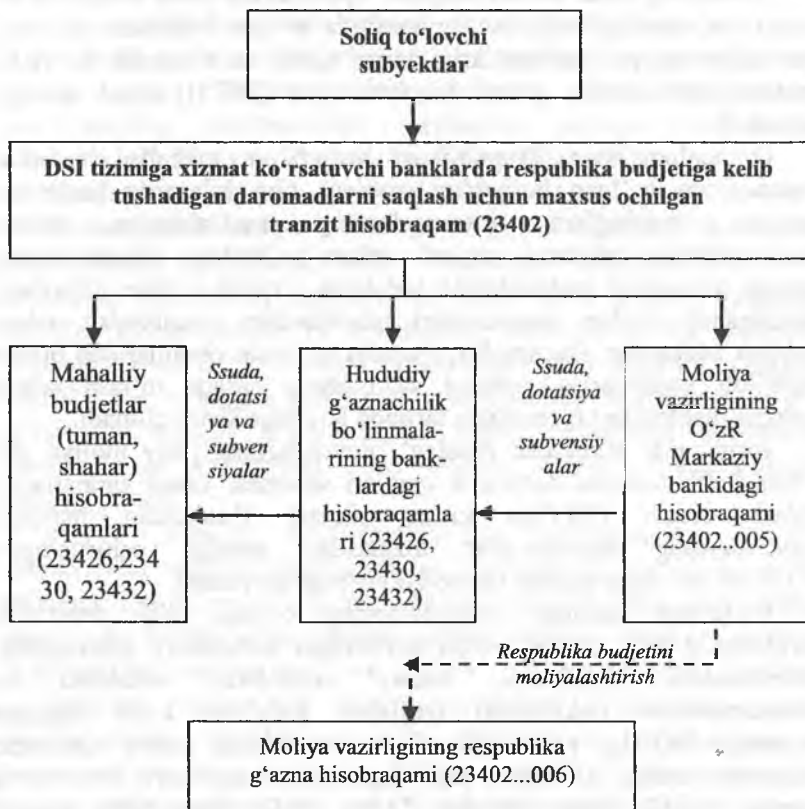 Soliq to‘lovchi
subyektlar
DSI tizimiga xizmat ko‘rsatuvchi banklarda respublika budjetiga kelib
tushadigan daromadlarni saqlash uchun maxsus ochilgan
tranzit hisobraqam (23402)
Mahalliy
budjetlar
(tuman,
shahar)
hisobra-
qamlari
(23426,234
30, 23432)
Ssuda,
dotatsi
ya va
subven
siyalar
Hududiy
g‘aznachilik
bo‘linmala-
rining bank-
lardagi
hisobraqamla
ri (23426,
23430,
23432)
Ssuda,
dotatsiya
va
subvensiy
alar
Moliya
vazirligining
O‘zR
Markaziy
bankidagi
hisobraqami
(23402..005)
Respublika budjetini
moliyalashtirish
Moliya vazirligining respublika
g‘azna hisobraqami (23402...006)